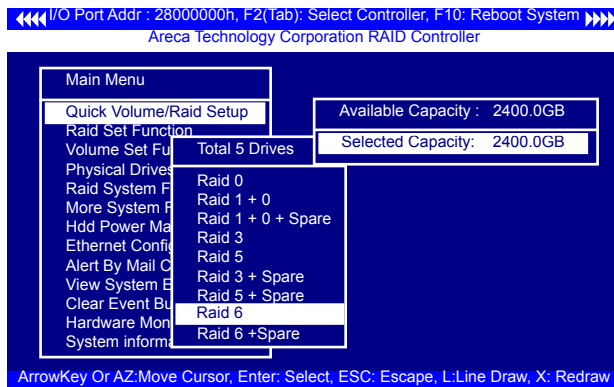 I/O Port Addr : 28000000h, F2(Tab): Select Controller, F10: Reboot System
Areca Technology Corporation RAID Controller
Main Menu
Quick Volume/Raid Setup
Raid Set Function
Volume Set Fu
Physical Drives
Raid System F
More System F
Hdd Power Ma
Ethernet Confi
Alert By Mail C
View System E
Clear Event Bu
Hardware Mon
System informa
Total 5 Drives
Raid 0
Raid 1 + 0
Raid 1 + 0 + Spare
Raid 3
Raid 5
Raid 3 + Spare
Raid 5 + Spare
Raid 6
Raid 6 +Spare
Available Capacity : 2400.0GB
Selected Capacity: 2400.0GB
ArrowKey Or AZ:Move Cursor, Enter: Select, ESC: Escape, L:Line Draw, X: Redraw